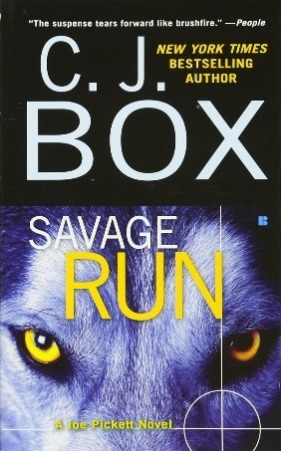 "The suspense tears forward like brushfire." —People
C. J.
NEW YORK TIMES
BESTSELLING
AUTHOR
BOX
SAVAGE
RUN
A Joe Pickett Novel